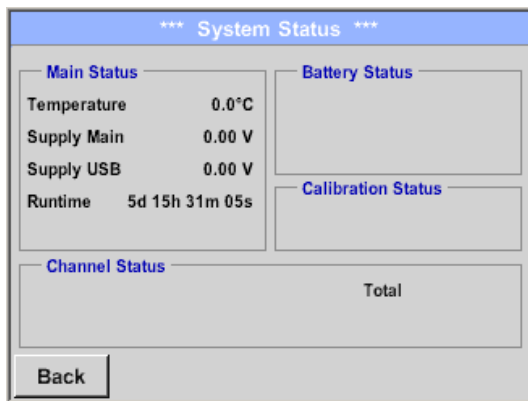 *** System Status ***
Main Status
Temperature 0.0°C
Supply Main 0.00 V
Supply USB 0.00 V
Runtime 5d 15h 31m 05s
Battery Status
Calibration Status
Channel Status
Total
Back